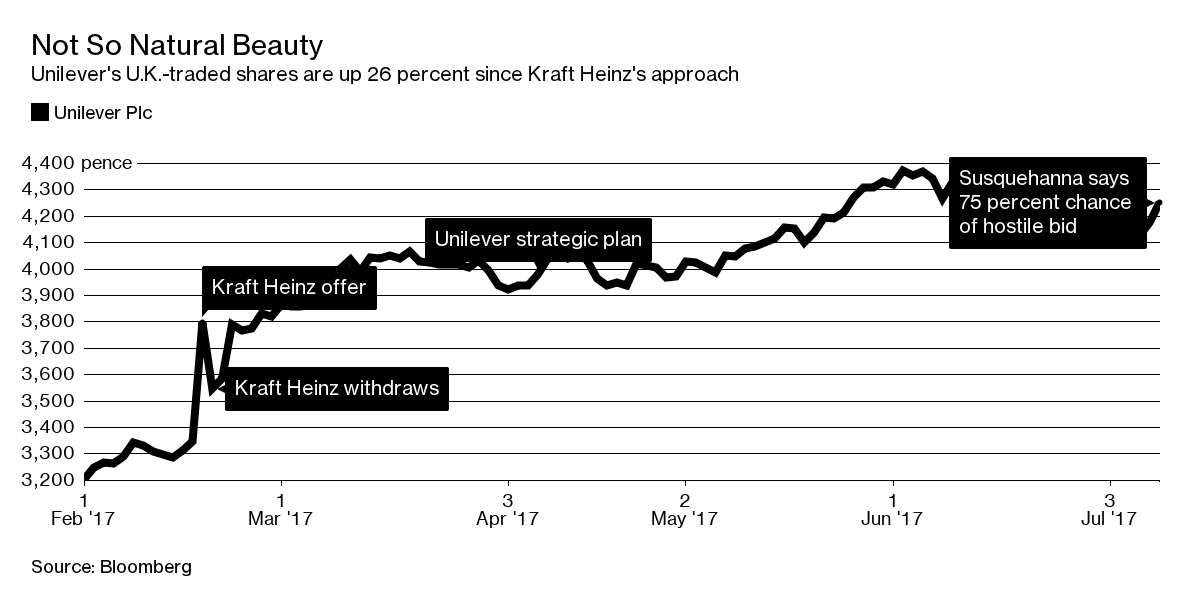 Not So Natural Beauty
Unilever's U.K.-traded shares are up 26 percent since Kraft Heinz's approach
Unilever Plc
4,400 pence
4,300
4,200
4,100
4,000
3,900
3,800
3,700
3,600
3,500
3,400
3,300
3,200
Susquehanna says
75 percent chance
of hostile bid
Unilever strategic plan
Kraft Heinz offer
Kraft Heinz withdraws
1 1 3 2 1 3
Feb '17 Mar '17 Apr '17 May '17 Jun '17 Jul '17
Source: Bloomberg